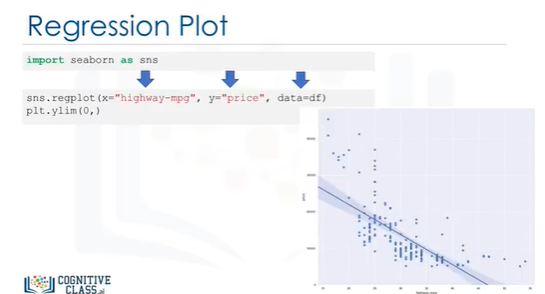 Regression Plot
import seaborn as sns
sns.regplot(x="highway-mpg", y="price", data=df)
plt.ylim(0,)
price
COGNITIVE
CLASS.ai